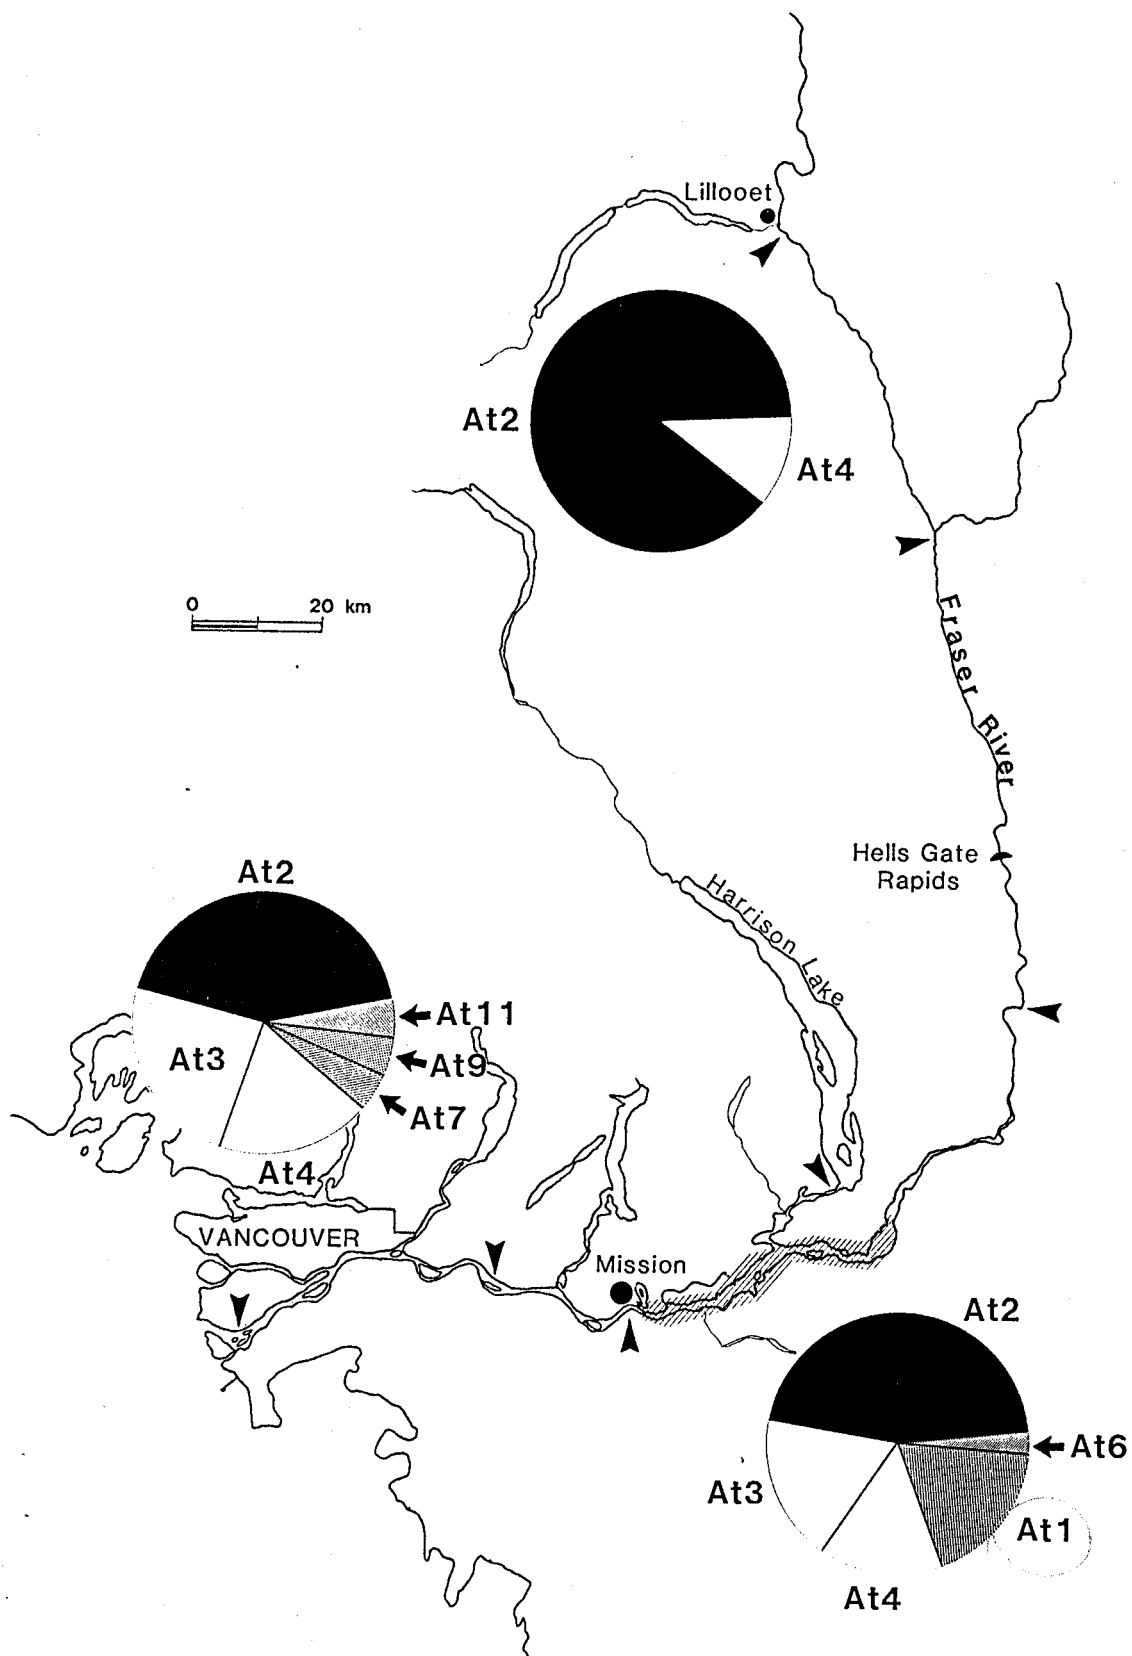 Lillooet
At2
At4
0 20 km
Fraser River
Hells Gate
Rapids
Harrison Lake
At2
At11
At3
At9
At7
At4
VANCOUVER
Mission
At2
At6
At3
At1
At4